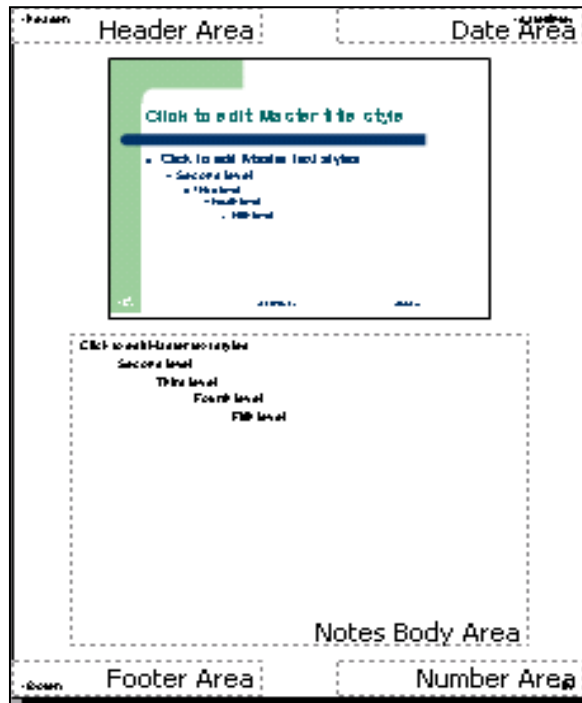 Header Area
Date Area
Click to edit Master title style
Click to edit Master text styles
Second level
Third level
Fourth level
Fifth level
Click to edit Master text styles
Second level
Third level
Fourth level
Fifth level
Notes Body Area
Footer Area
Number Area